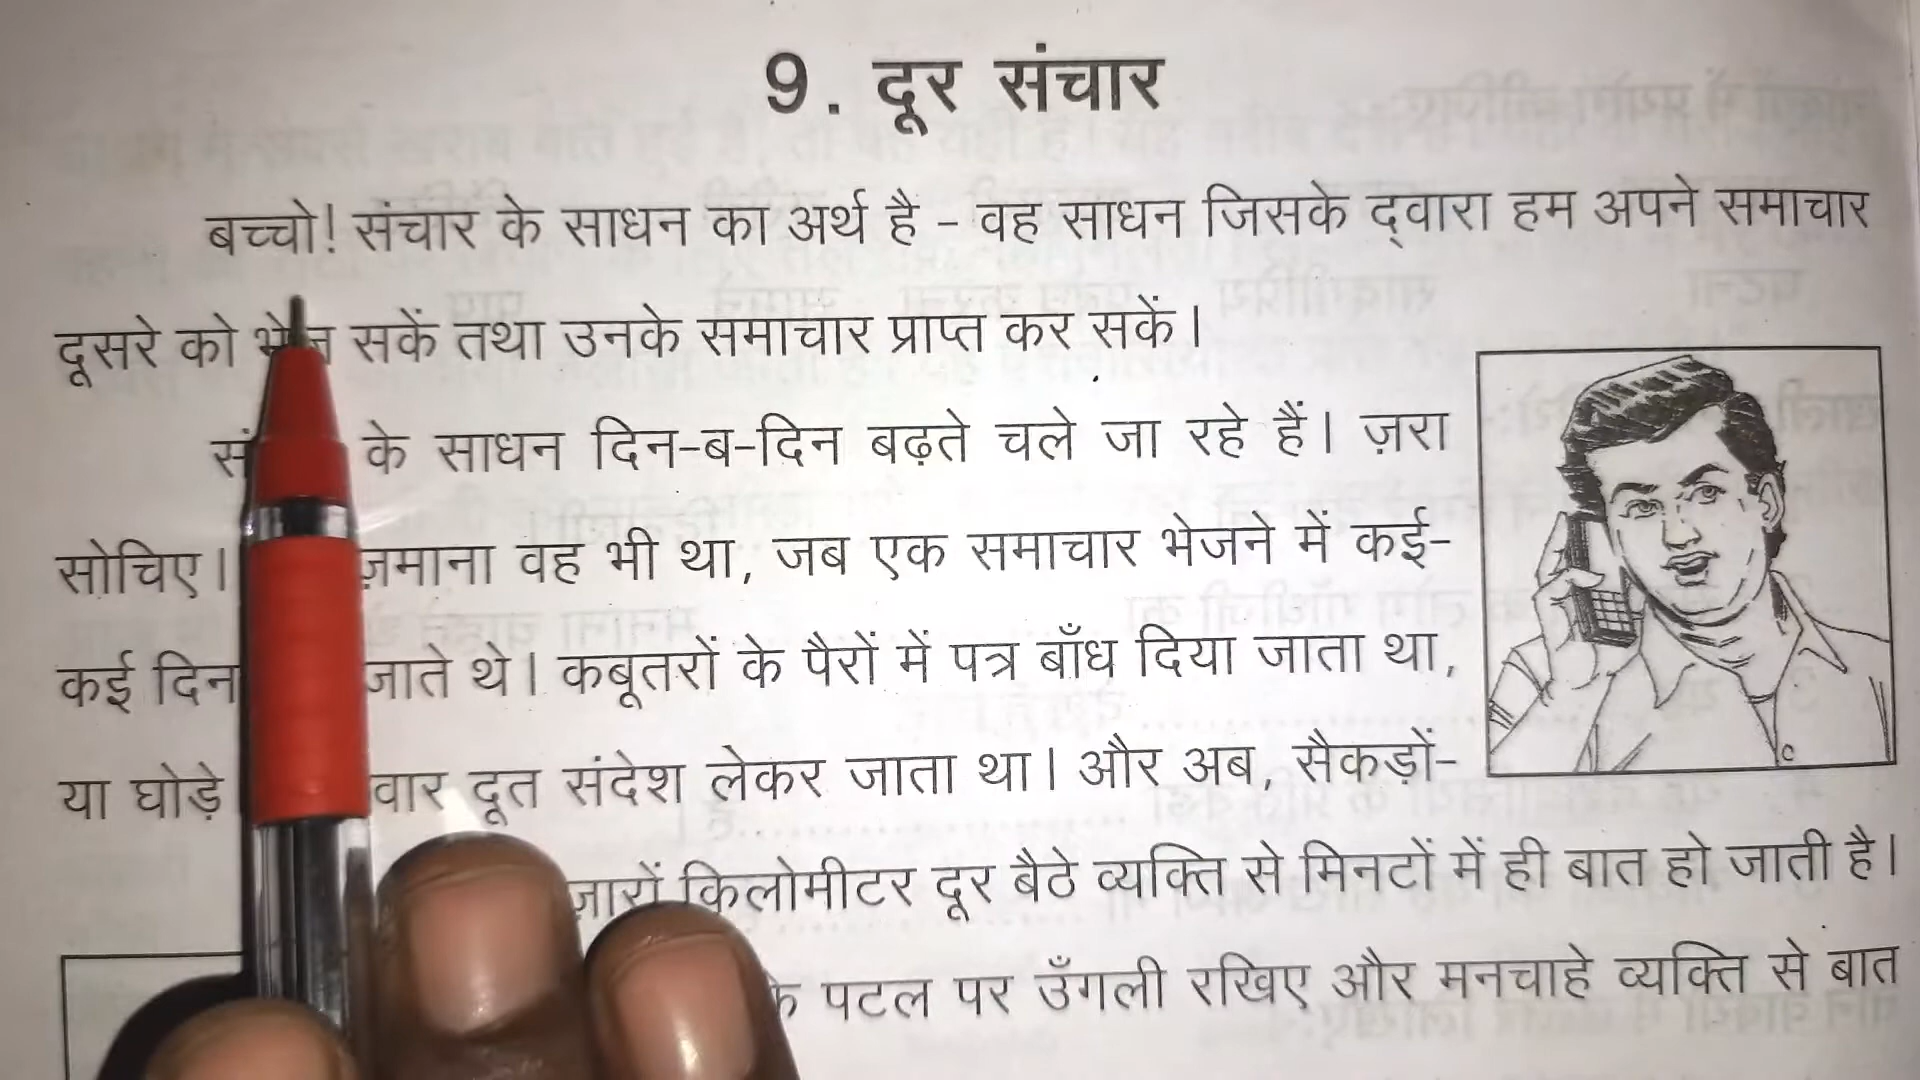 9. दूर संचार
बच्चो! संचार के साधन का अर्थ है - वह साधन जिसके द्‌वारा हम अपने समाचार
दूसरे को सकें तथा उनके समाचार प्राप्त कर सकें।
के साधन दिन-ब-दिन बढ़ते चले जा रहे हैं। ज़रा
सोचिए। ज़माना वह भी था, जब एक समाचार भेजने में कई-
कई दिन जाते थे। कबूतरों के पैरों में पत्र बाँध दिया जाता था,
या घोड़े दूत संदेश लेकर जाता था। और अब, सैकड़ों-
किलोमीटर दूर बैठे व्यक्ति से मिनटों में ही बात हो जाती है।
के पटल पर उँगली रखिए और मनचाहे व्यक्ति से बात